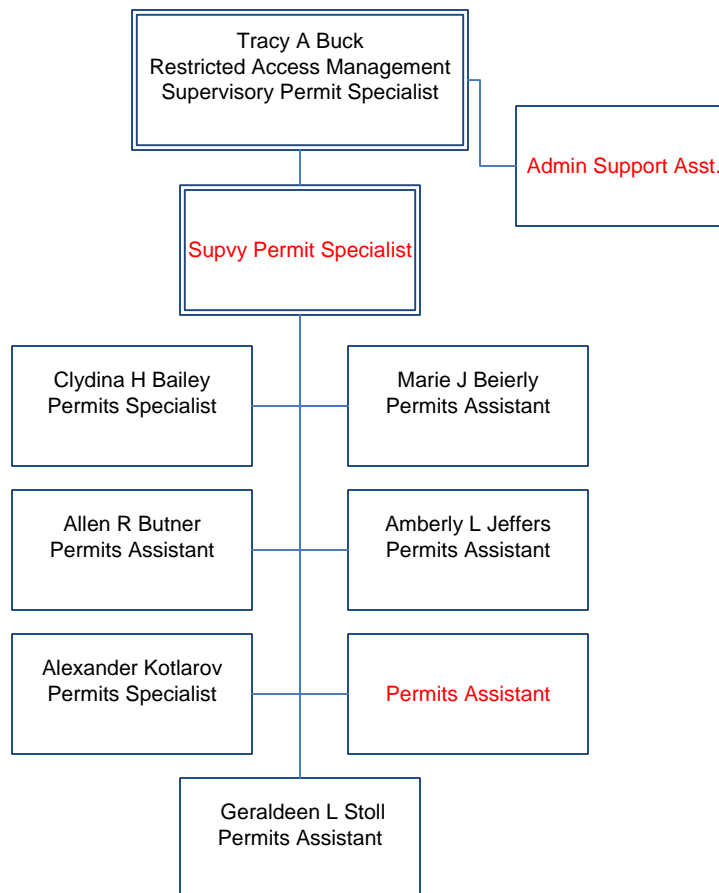 Tracy A Buck
Restricted Access Management
Supervisory Permit Specialist
Admin Support Asst.
Supvy Permit Specialist
Clydina H Bailey
Permits Specialist
Marie J Beierly
Permits Assistant
Allen R Butner
Permits Assistant
Amberly L Jeffers
Permits Assistant
Alexander Kotlarov
Permits Specialist
Permits Assistant
Geraldeen L Stoll
Permits Assistant